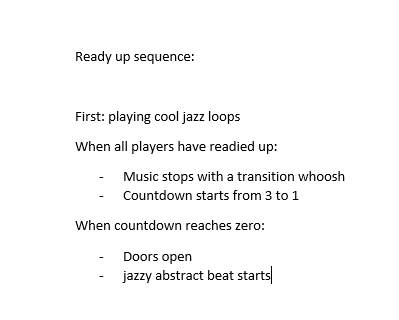 Ready up sequence:
First: playing cool jazz loops
When all players have readied up:
- Music stops with a transition whoosh
- Countdown starts from 3 to 1
When countdown reaches zero:
- Doors open
- jazzy abstract beat starts